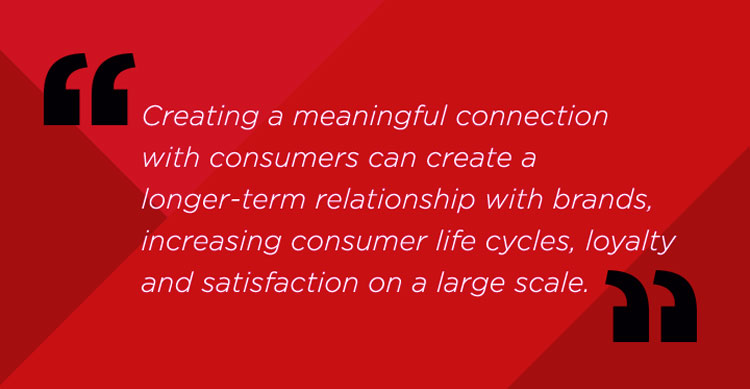 “
Creating a meaningful connection
with consumers can create a
longer-term relationship with brands,
increasing consumer life cycles, loyalty
and satisfaction on a large scale.
”